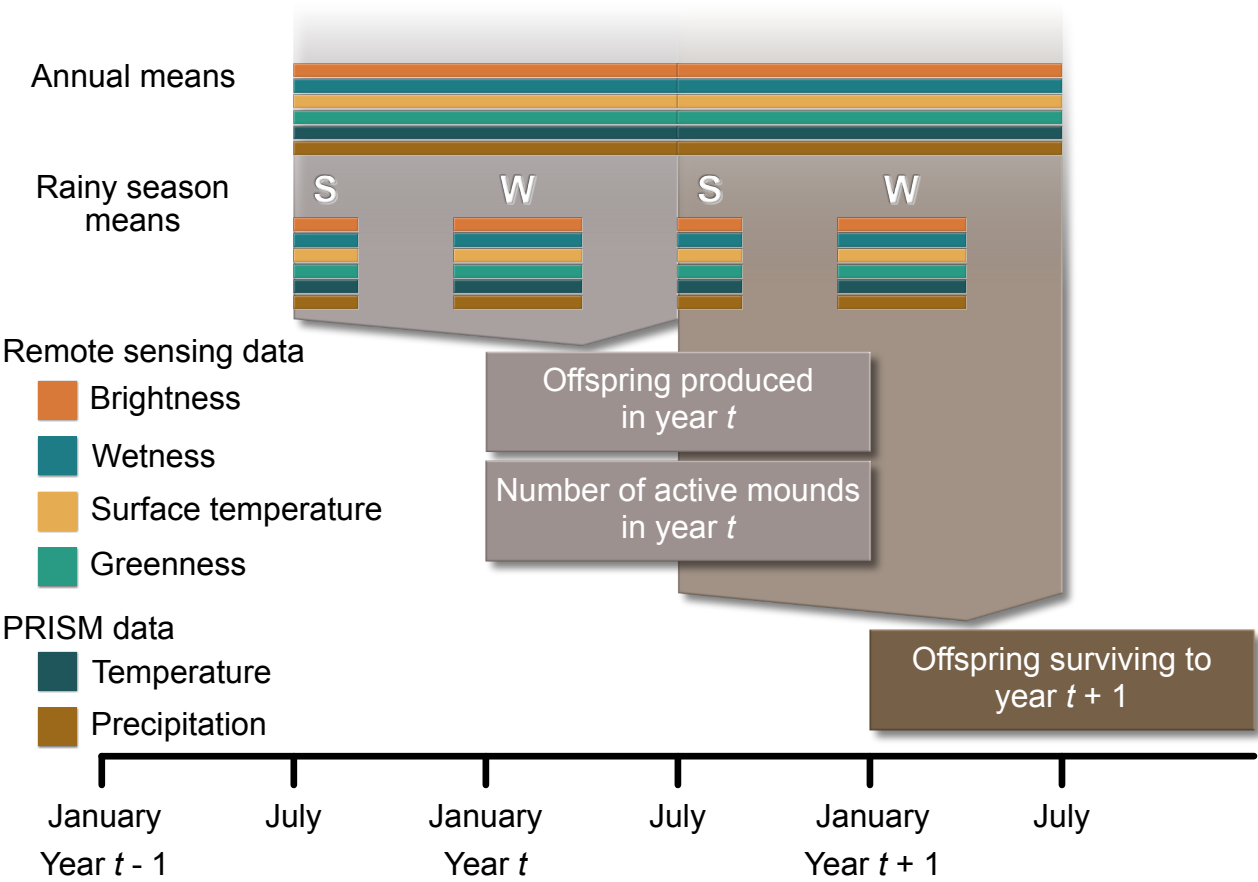 Annual means
Rainy season
means
S
W
S
W
Remote sensing data
Brightness
Wetness
Surface temperature
Greenness
PRISM data
Temperature
Precipitation
Offspring produced
in year t
Number of active mounds
in year t
Offspring surviving to
year t + 1
January
July
January
July
January
July
Year t - 1
Year t
Year t + 1